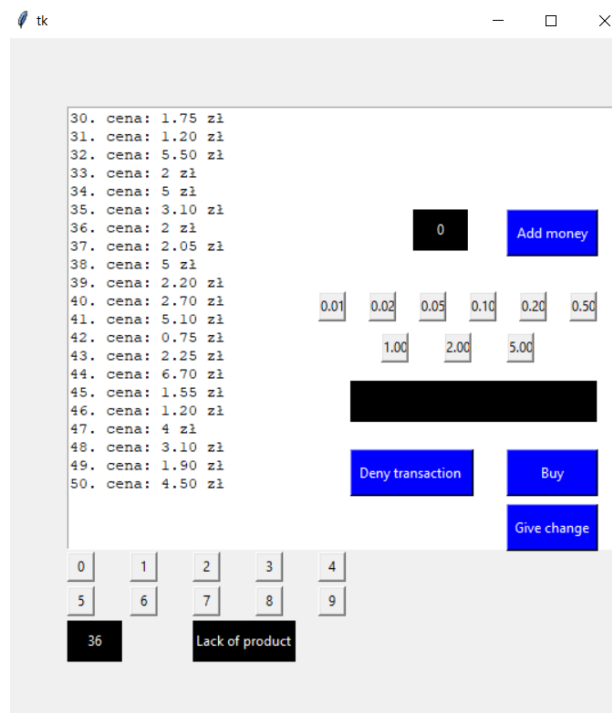 tk
30. cena: 1.75 zł
31. cena: 1.20 zł
32. cena: 5.50 zł
33. cena: 2 zł
34. cena: 5 zł
35. cena: 3.10 zł
36. cena: 2 zł
37. cena: 2.05 zł
38. cena: 5 zł
39. cena: 2.20 zł
40. cena: 2.70 zł
41. cena: 5.10 zł
42. cena: 0.75 zł
43. cena: 2.25 zł
44. cena: 6.70 zł
45. cena: 1.55 zł
46. cena: 1.20 zł
47. cena: 4 zł
48. cena: 3.10 zł
49. cena: 1.90 zł
50. cena: 4.50 zł
0 Add money
0.01 0.02 0.05 0.10 0.20 0.50
1.00 2.00 5.00
Deny transaction Buy
Give change
0 1 2 3 4
5 6 7 8 9
36 Lack of product